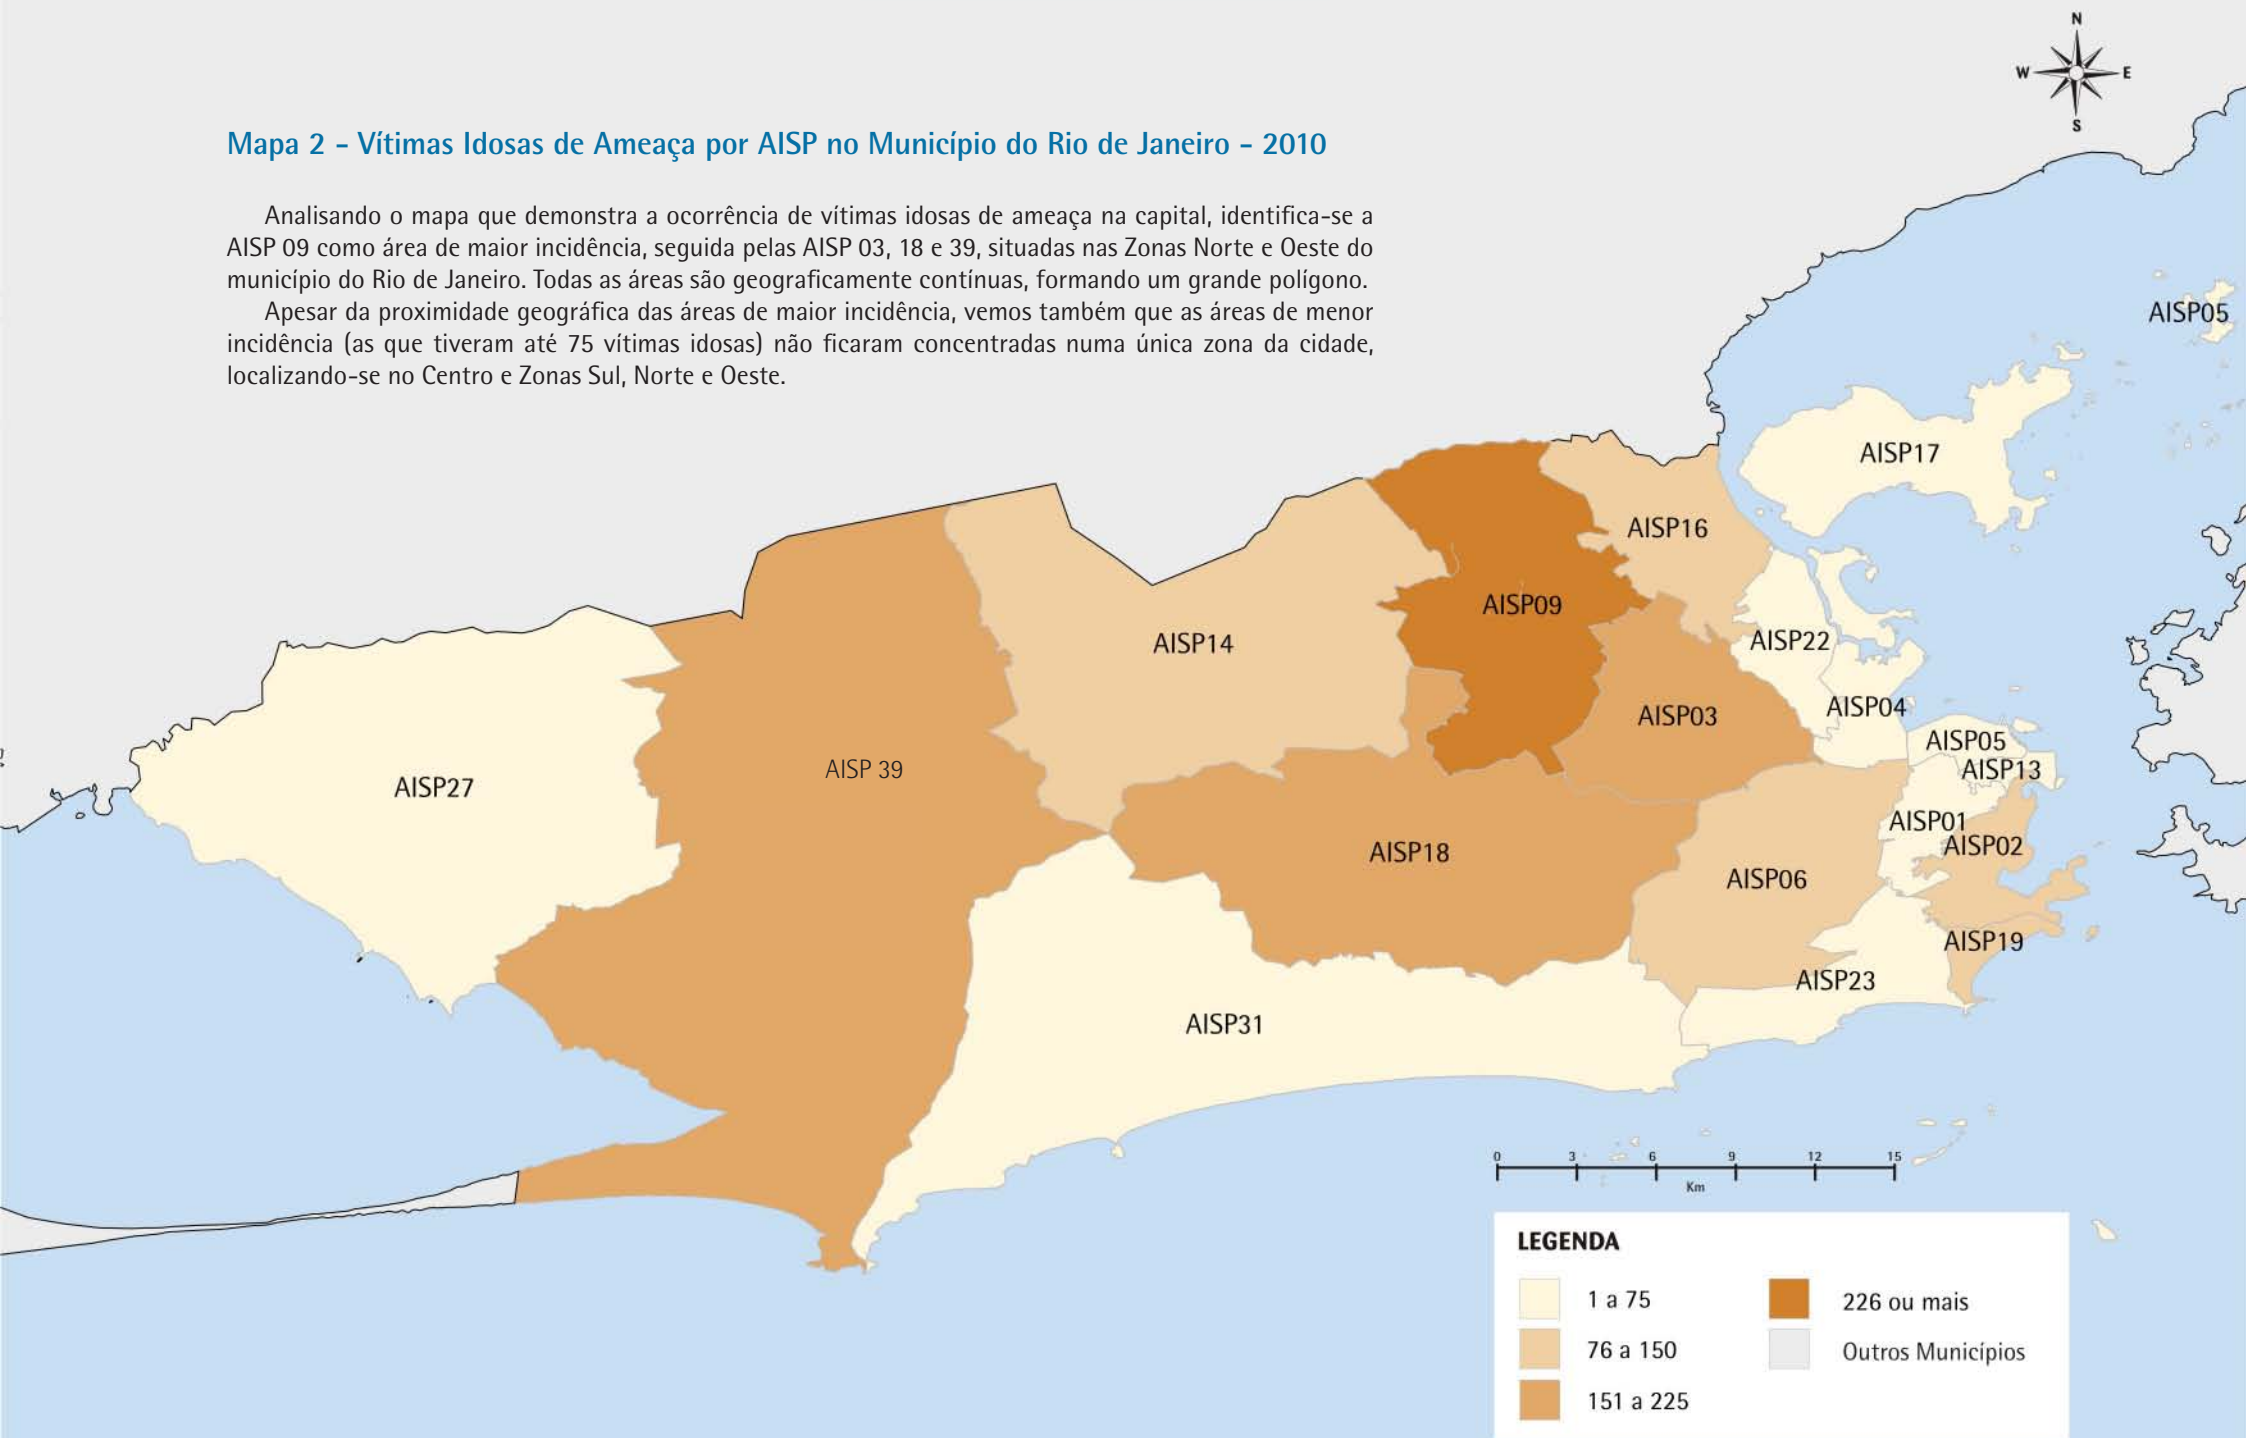 N
W E
S
Mapa 2 - Vítimas Idosas de Ameaça por AISP no Município do Rio de Janeiro - 2010
Analisando o mapa que demonstra a ocorrência de vítimas idosas de ameaça na capital, identifica-se a
AISP 09 como área de maior incidência, seguida pelas AISP 03, 18 e 39, situadas nas Zonas Norte e Oeste do
município do Rio de Janeiro. Todas as áreas são geograficamente contínuas, formando um grande polígono.
Apesar da proximidade geográfica das áreas de maior incidência, vemos também que as áreas de menor
incidência (as que tiveram até 75 vítimas idosas) não ficaram concentradas numa única zona da cidade,
localizando-se no Centro e Zonas Sul, Norte e Oeste.
AISP05
AISP17
AISP16
AISP09
AISP14
AISP22
AISP03
AISP04
AISP05
AISP13
AISP 39
AISP27
AISP01
AISP02
AISP18
AISP06
AISP19
AISP23
AISP31
0 3 6 9 12 15
Km
LEGENDA
1 a 75
76 a 150
151 a 225
226 ou mais
Outros Municípios